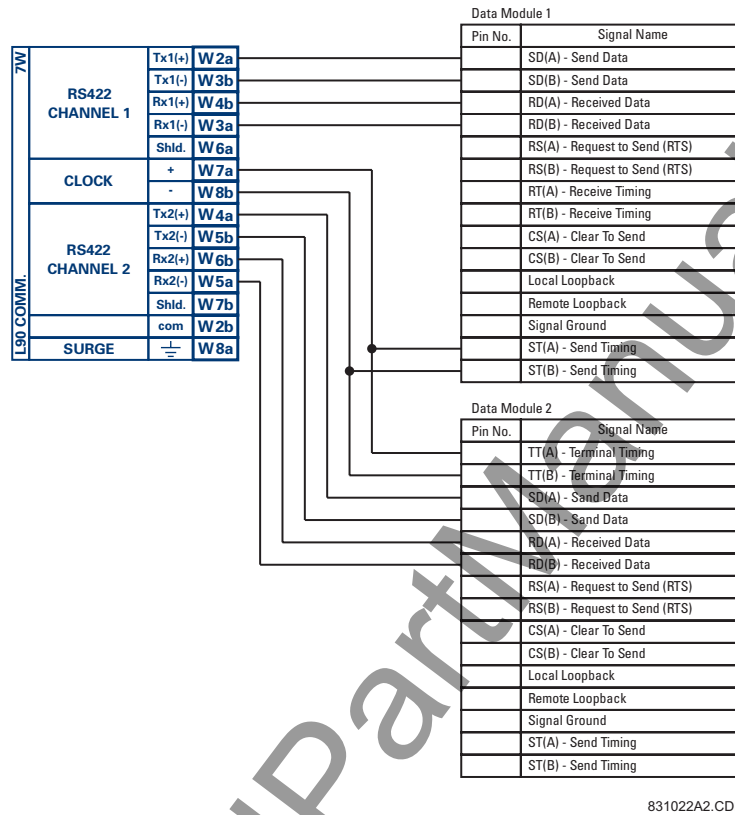 Data Module 1
Pin No. Signal Name
SD(A) - Send Data
SD(B) - Send Data
RD(A) - Received Data
RD(B) - Received Data
RS(A) - Request to Send (RTS)
RS(B) - Request to Send (RTS)
RT(A) - Receive Timing
RT(B) - Receive Timing
CS(A) - Clear To Send
CS(B) - Clear To Send
Local Loopback
Remote Loopback
Signal Ground
ST(A) - Send Timing
ST(B) - Send Timing
7W
L90 COMM.
RS422
CHANNEL 1
Tx1(+) W2a
Tx1(-) W3b
Rx1(+) W4b
Rx1(-) W3a
Shld. W6a
CLOCK
+ W7a
- W8b
RS422
CHANNEL 2
Tx2(+) W4a
Tx2(-) W5b
Rx2(+) W6b
Rx2(-) W5a
Shld. W7b
com W2b
SURGE W8a
Data Module 2
Pin No. Signal Name
TT(A) - Terminal Timing
TT(B) - Terminal Timing
SD(A) - Sand Data
SD(B) - Sand Data
RD(A) - Received Data
RD(B) - Received Data
RS(A) - Request to Send (RTS)
RS(B) - Request to Send (RTS)
CS(A) - Clear To Send
CS(B) - Clear To Send
Local Loopback
Remote Loopback
Signal Ground
ST(A) - Send Timing
ST(B) - Send Timing
831022A2.CD